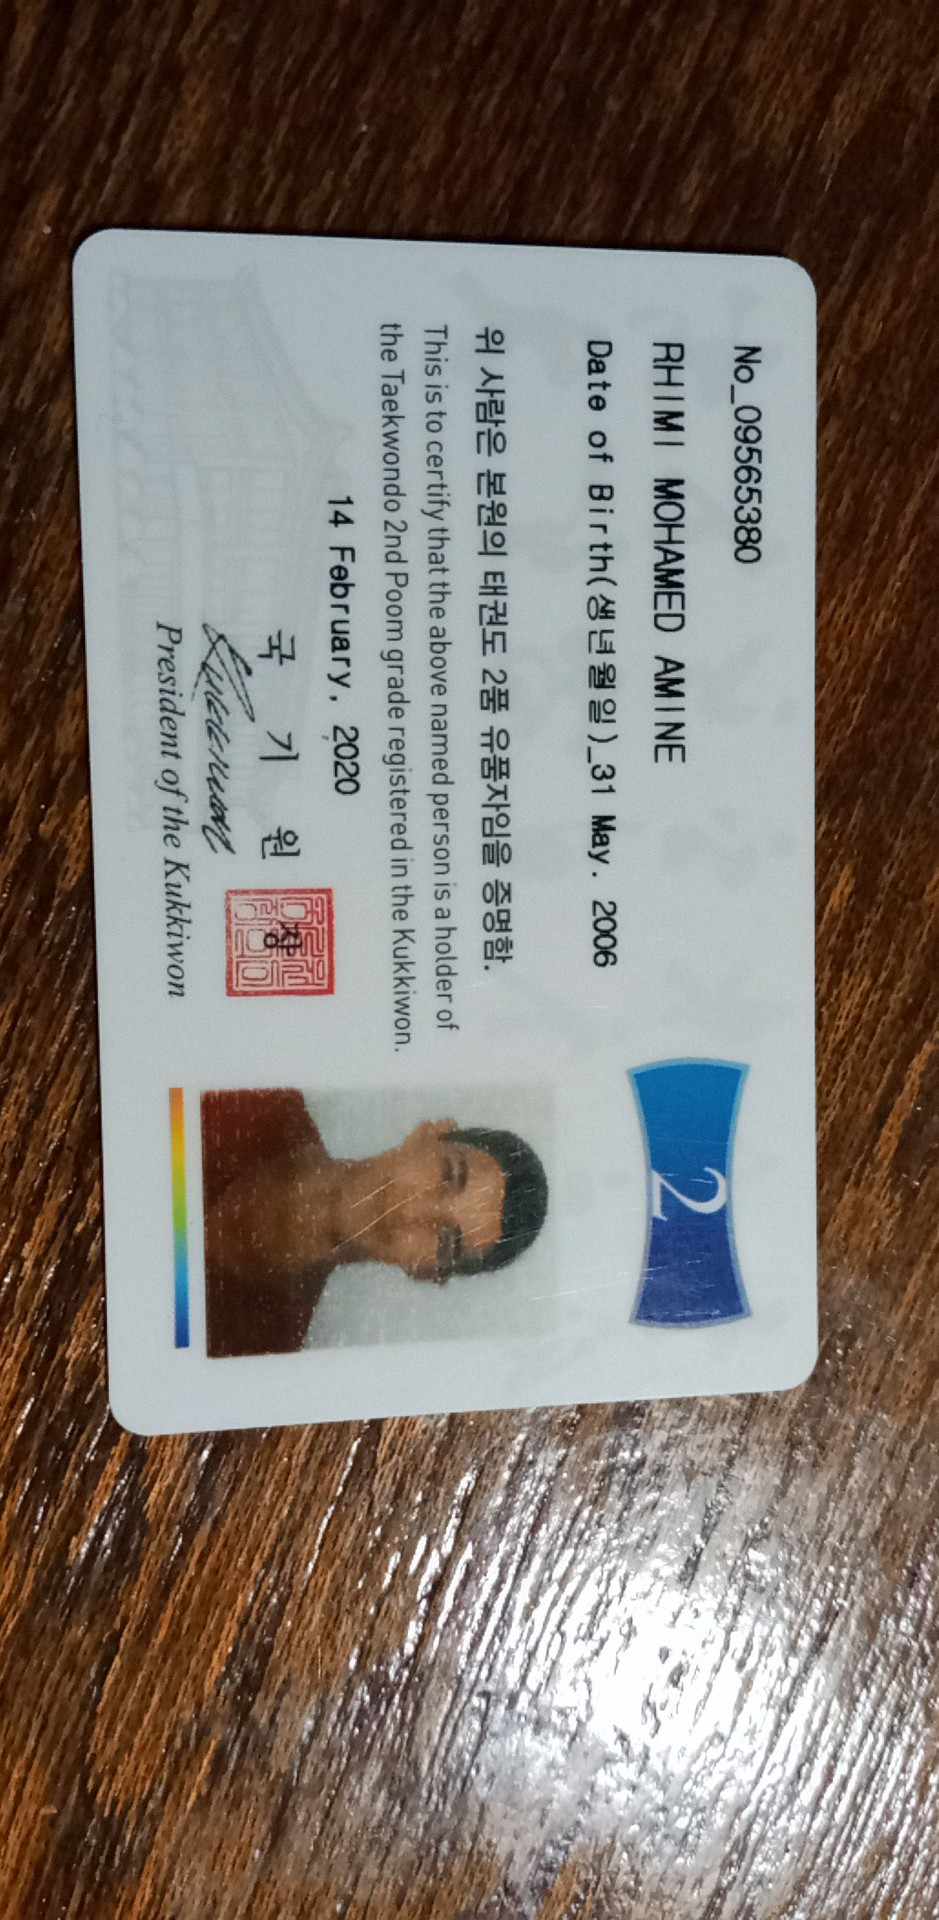 No_09565380
2
RHIMI MOHAMED AMINE
Date of Birth(생년월일)_31 May. 2006
위 사람은 본원의 태권도 2품 유품자임을 증명함.
This is to certify that the above named person is a holder of
the Taekwondo 2nd Poom grade registered in the Kukkiwon.
14 February, 2020
국 기 원 장
President of the Kukkiwon